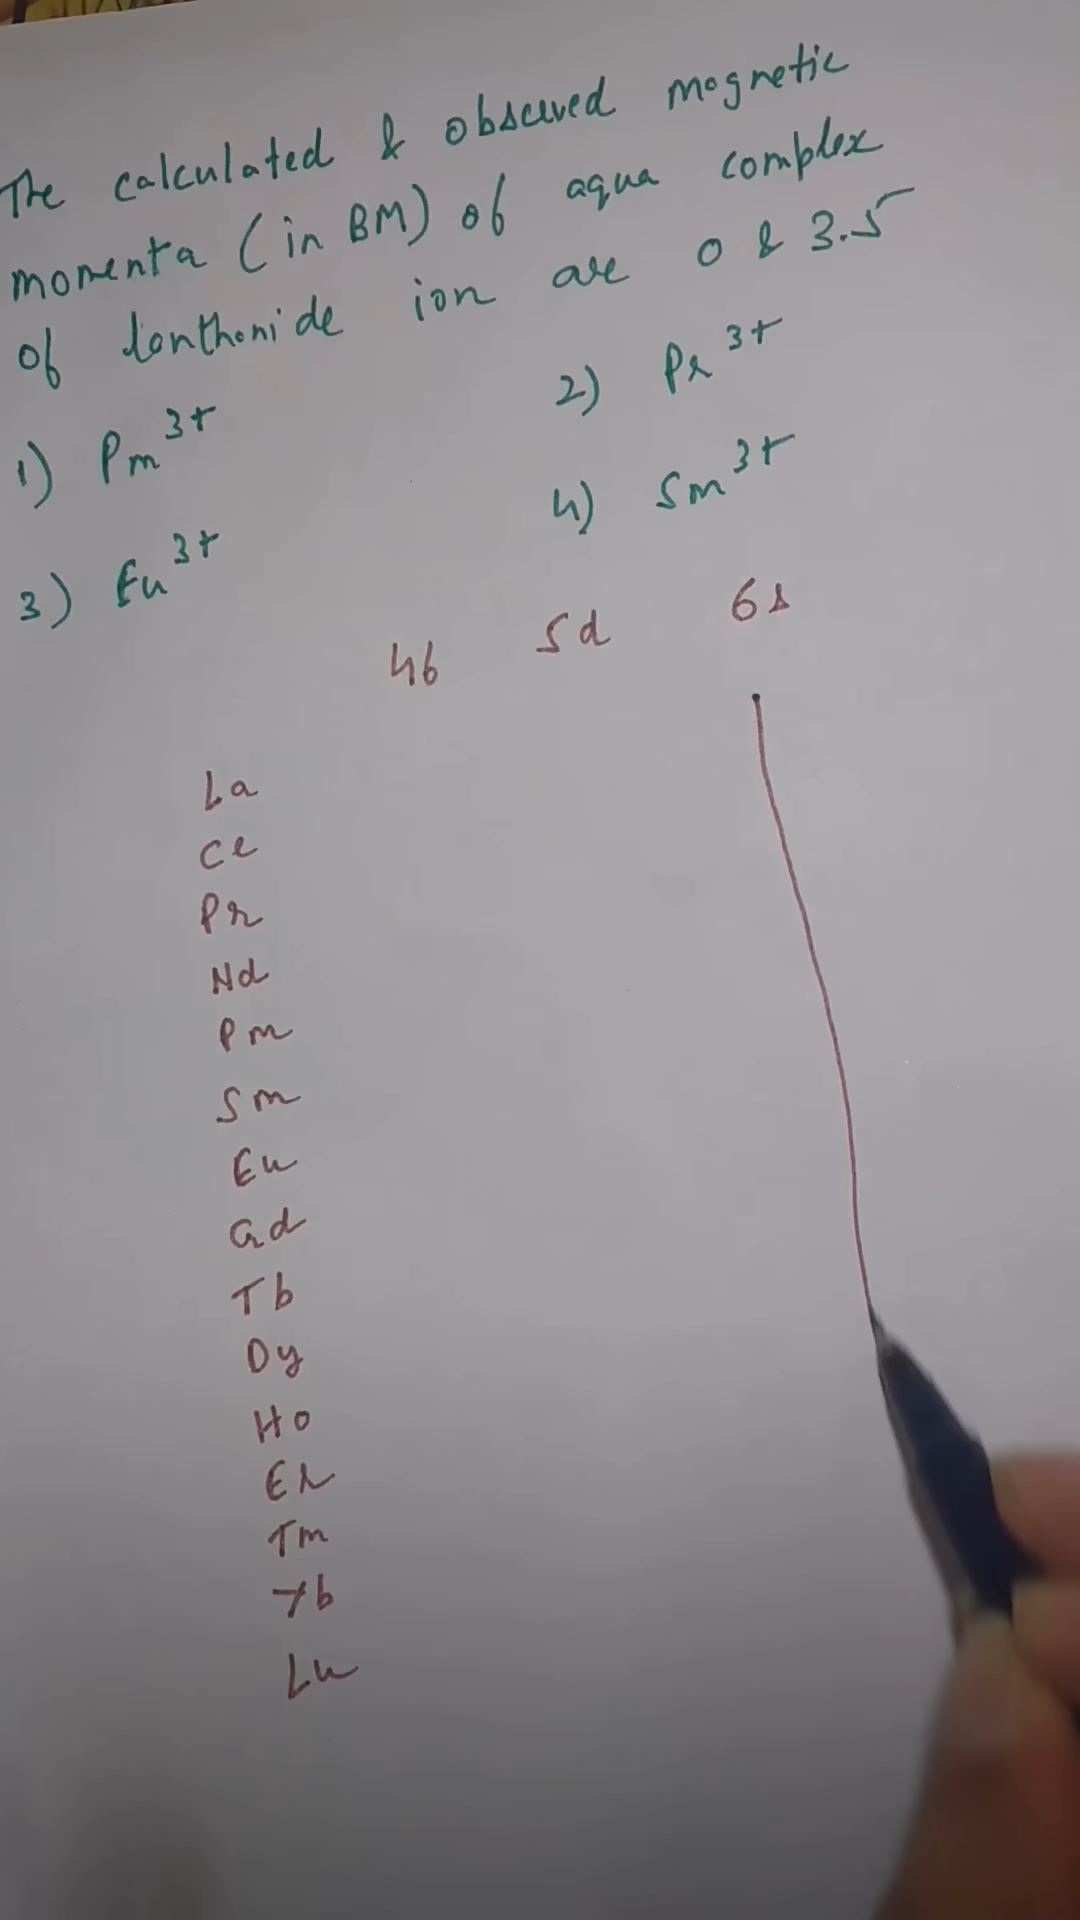 The calculated & observed magnetic
momenta (in BM) of aqua complex
of lanthanide ion are 0 & 3.5
1) Pm3+ 2) Pr3+
3) Eu3+ 4) Sm3+
4f 5d 6s
La
Ce
Pr
Nd
Pm
Sm
Eu
Gd
Tb
Dy
Ho
Er
Tm
Yb
Lu